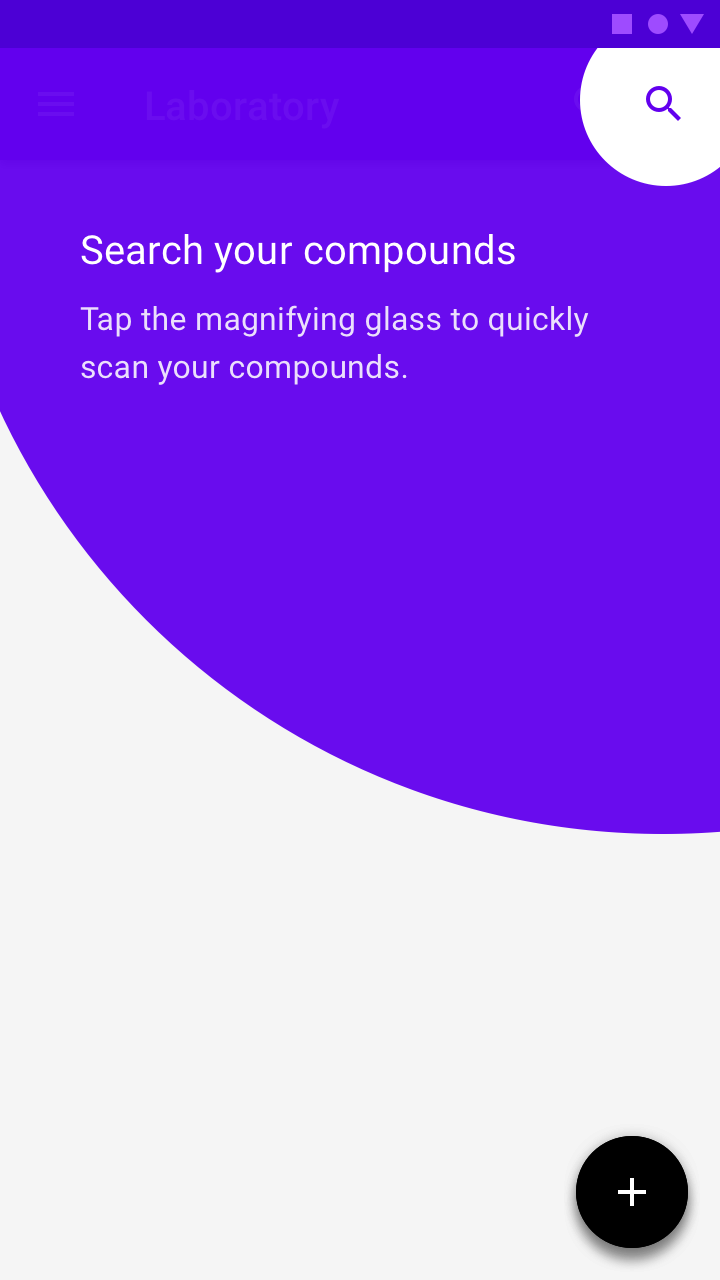 Laboratory
Search your compounds
Tap the magnifying glass to quickly
scan your compounds.